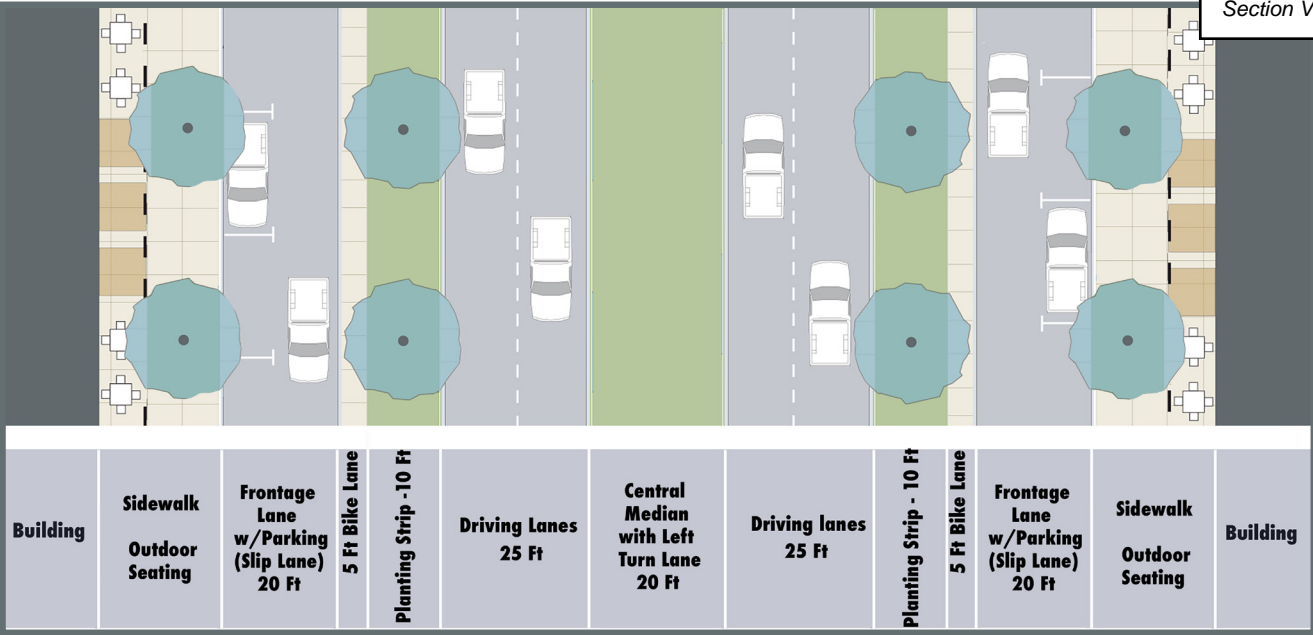 Section V
Building
Sidewalk
Outdoor
Seating
Frontage
Lane
w/Parking
(Slip Lane)
20 Ft
5 Ft Bike Lane
Planting Strip -10 Ft
Driving Lanes
25 Ft
Central
Median
with Left
Turn Lane
20 Ft
Driving lanes
25 Ft
Planting Strip - 10 Ft
5 Ft Bike Lane
Frontage
Lane
w/Parking
(Slip Lane)
20 Ft
Sidewalk
Outdoor
Seating
Building